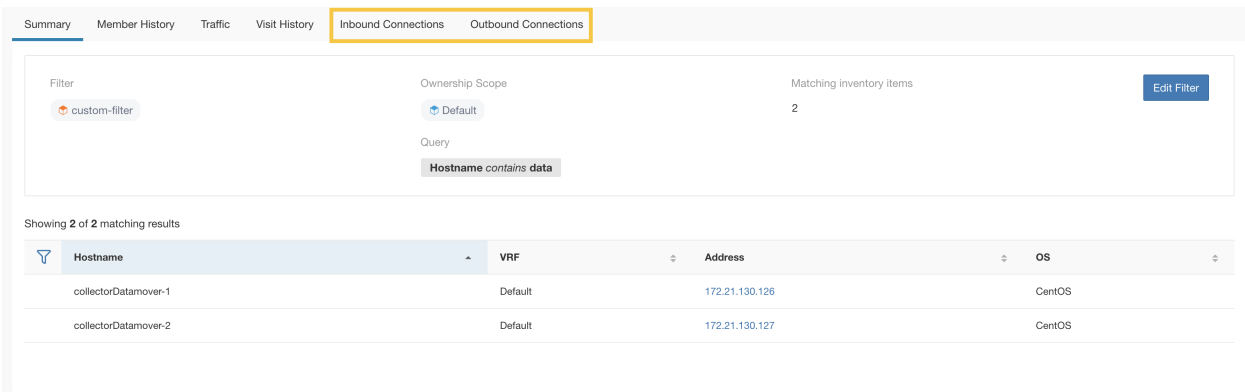 Summary Member History Traffic Visit History Inbound Connections Outbound Connections
Filter Ownership Scope Matching inventory items Edit Filter
custom-filter Default 2
Query
Hostname contains data
Showing 2 of 2 matching results
Hostname VRF Address OS
collectorDatamover-1 Default 172.21.130.126 CentOS
collectorDatamover-2 Default 172.21.130.127 CentOS